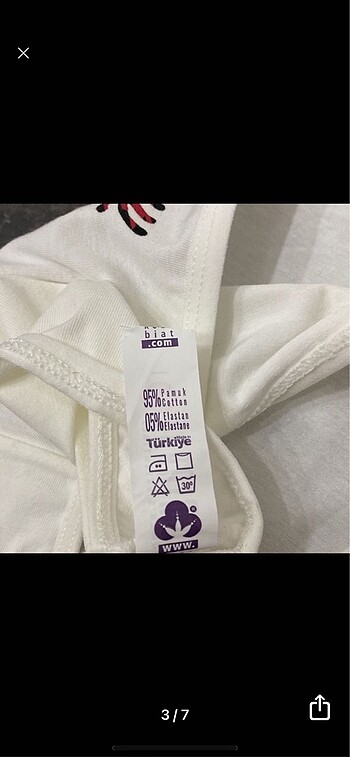 biat
.com
95% Pamuk
Cotton
05% Elastan
Elastane
Türkiye
30°
®
www.
3/7